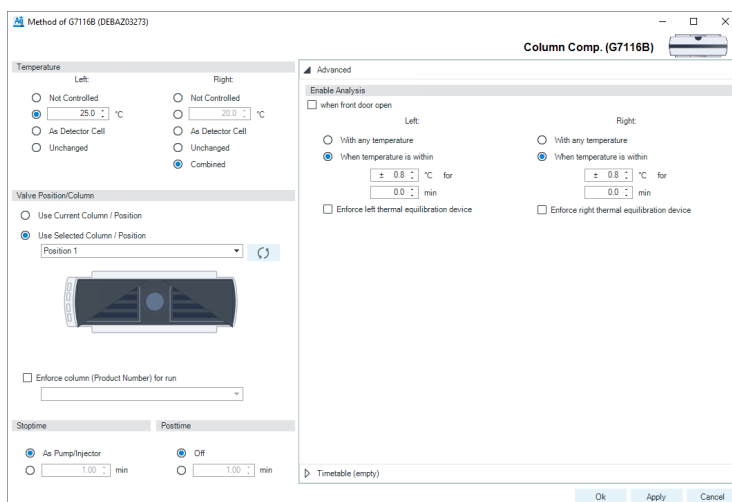 Method of G7116B (DEBAZ03273)
Column Comp. (G7116B)
Temperature
Left: Right:
Not Controlled Not Controlled
25.0 °C 20.0 °C
As Detector Cell As Detector Cell
Unchanged Unchanged
Combined
Valve Position/Column
Use Current Column / Position
Use Selected Column / Position
Position 1
Enforce column (Product Number) for run
Stoptime Posttime
As Pump/Injector Off
1.00 min 1.00 min
Advanced
Enable Analysis
when front door open
Left: Right:
With any temperature With any temperature
When temperature is within When temperature is within
± 0.8 °C for ± 0.8 °C for
0.0 min 0.0 min
Enforce left thermal equilibration device Enforce right thermal equilibration device
Timetable (empty)
Ok Apply Cancel